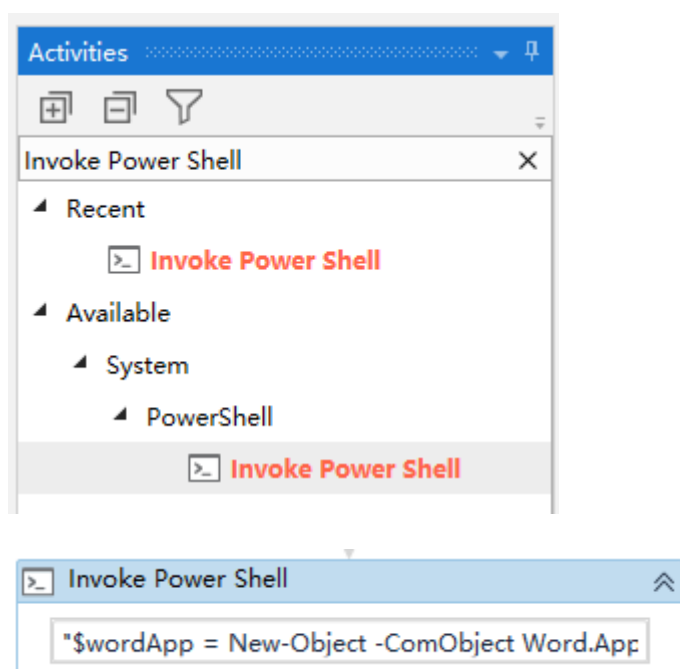 Activities
Invoke Power Shell
Recent
Invoke Power Shell
Available
System
PowerShell
Invoke Power Shell
Invoke Power Shell
"$wordApp = New-Object -ComObject Word.App